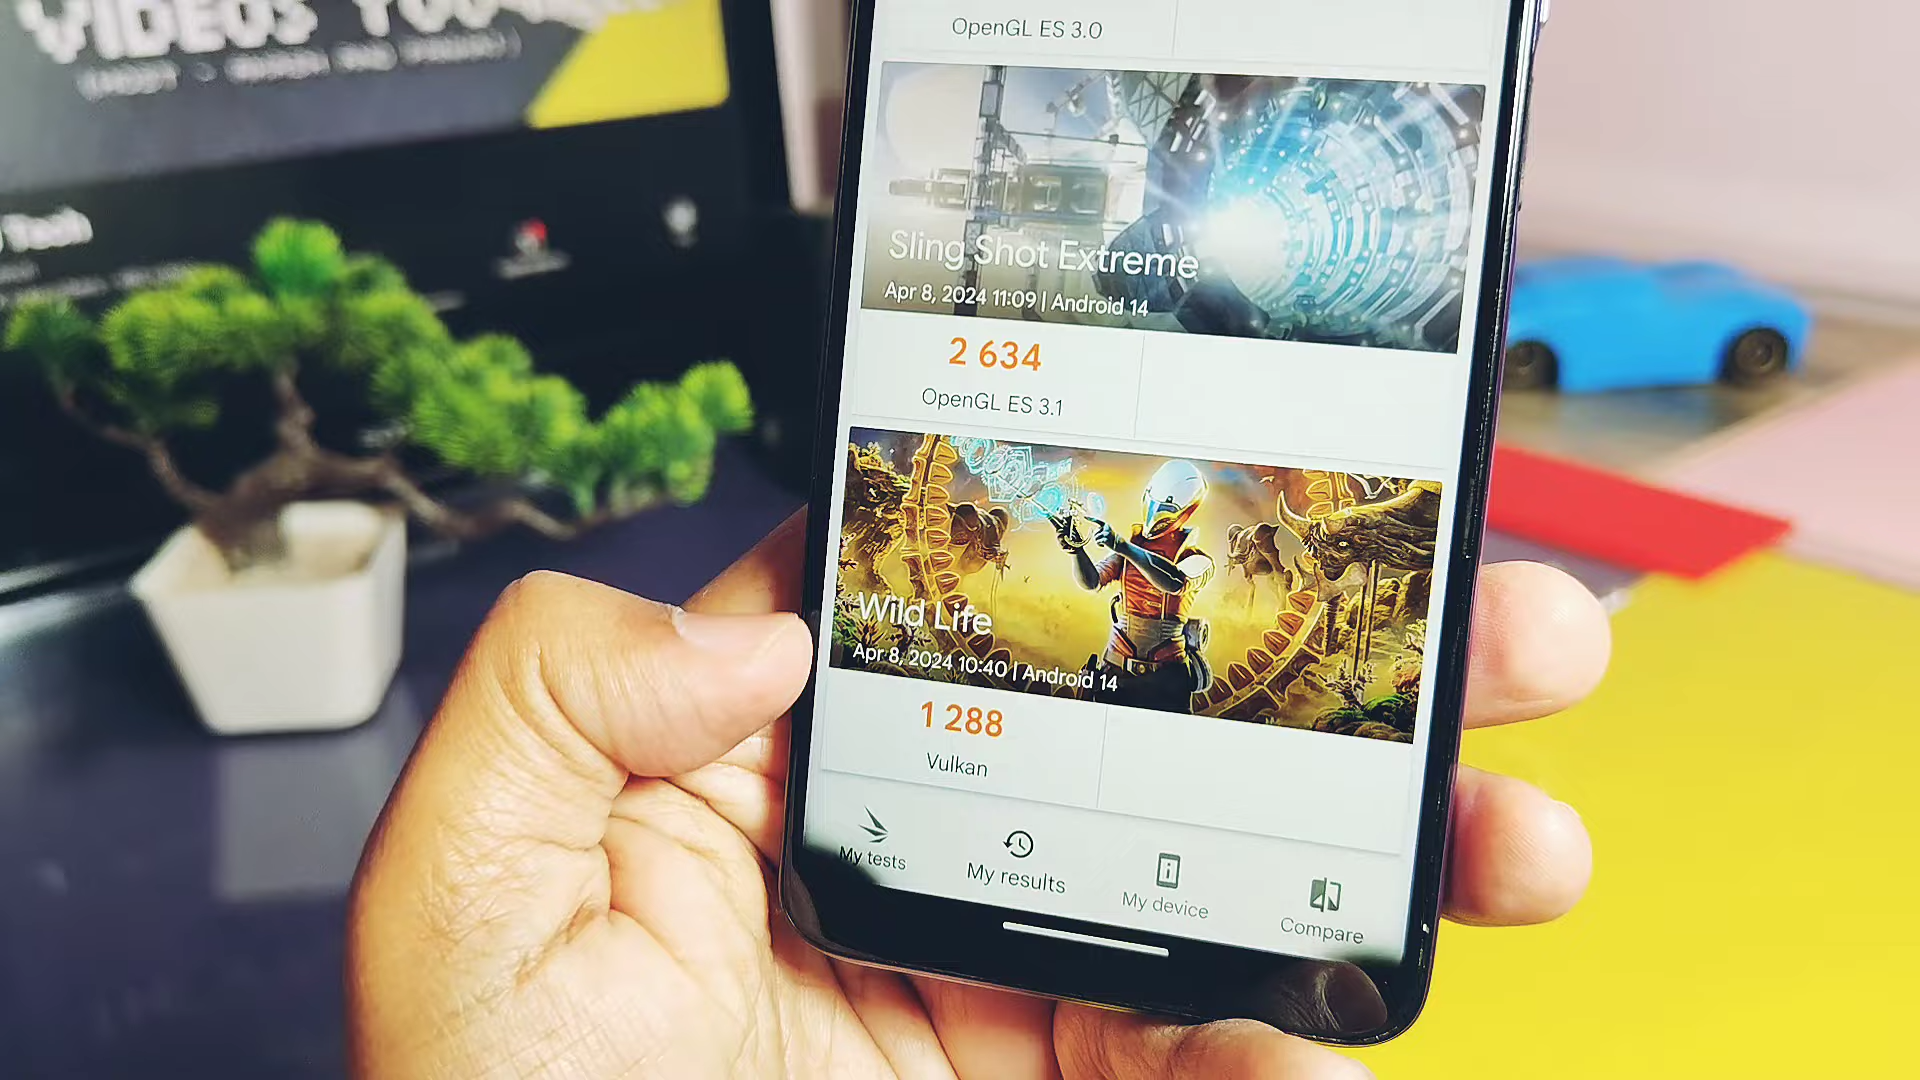 VIDEOS
Tech
OpenGL ES 3.0
Sling Shot Extreme
Apr 8, 2024 11:09 | Android 14
2 634
OpenGL ES 3.1
Wild Life
Apr 8, 2024 10:40 | Android 14
1 288
Vulkan
My tests
My results
My device
Compare